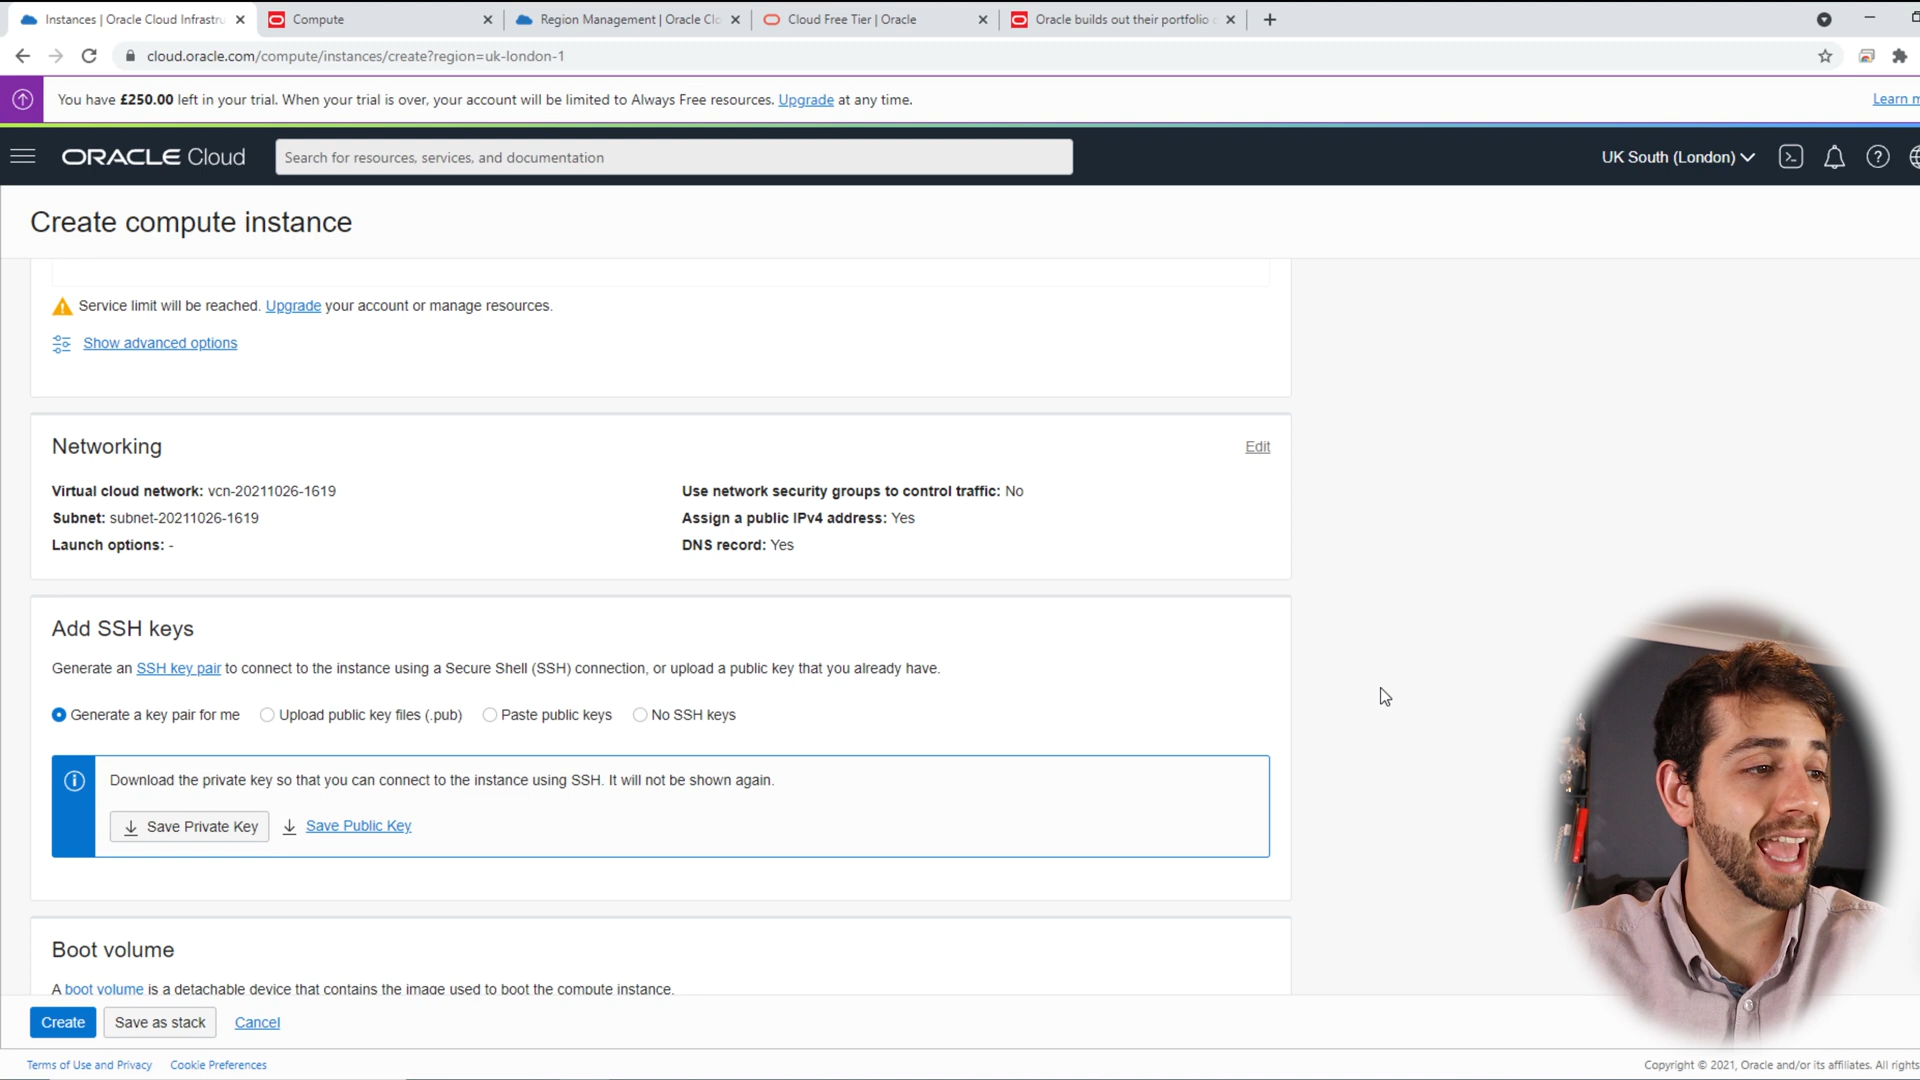 Instances | Oracle Cloud Infrastru
Compute
Region Management | Oracle Clo
Cloud Free Tier | Oracle
Oracle builds out their portfolio
cloud.oracle.com/compute/instances/create?region=uk-london-1
You have £250.00 left in your trial. When your trial is over, your account will be limited to Always Free resources. Upgrade at any time.
Learn m
ORACLE Cloud
Search for resources, services, and documentation
UK South (London)
Create compute instance
Service limit will be reached. Upgrade your account or manage resources.
Show advanced options
Networking
Edit
Virtual cloud network: vcn-20211026-1619
Subnet: subnet-20211026-1619
Launch options: -
Use network security groups to control traffic: No
Assign a public IPv4 address: Yes
DNS record: Yes
Add SSH keys
Generate an SSH key pair to connect to the instance using a Secure Shell (SSH) connection, or upload a public key that you already have.
Generate a key pair for me
Upload public key files (.pub)
Paste public keys
No SSH keys
Download the private key so that you can connect to the instance using SSH. It will not be shown again.
Save Private Key
Save Public Key
Boot volume
A boot volume is a detachable device that contains the image used to boot the compute instance.
Create
Save as stack
Cancel
Terms of Use and Privacy
Cookie Preferences
Copyright © 2021, Oracle and/or its affiliates. All rights